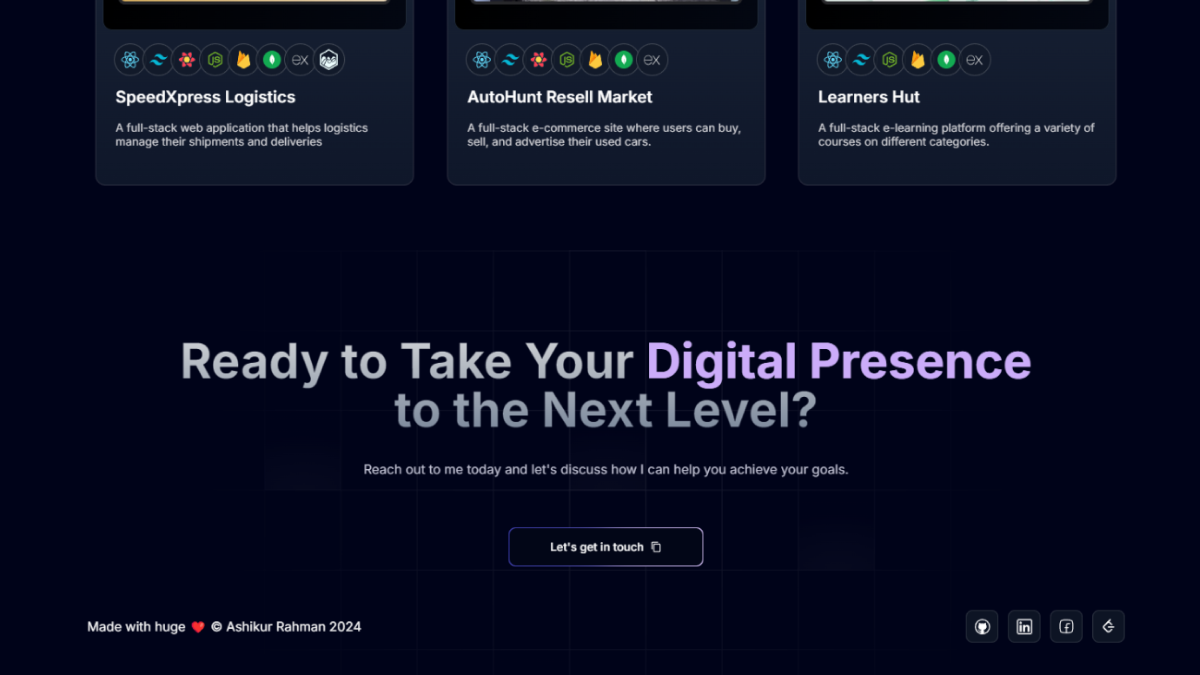 SpeedXpress Logistics
A full-stack web application that helps logistics
manage their shipments and deliveries
AutoHunt Resell Market
A full-stack e-commerce site where users can buy,
sell, and advertise their used cars.
Learners Hut
A full-stack e-learning platform offering a variety of
courses on different categories.
Ready to Take Your Digital Presence
to the Next Level?
Reach out to me today and let's discuss how I can help you achieve your goals.
Let's get in touch
Made with huge ❤️ © Ashikur Rahman 2024